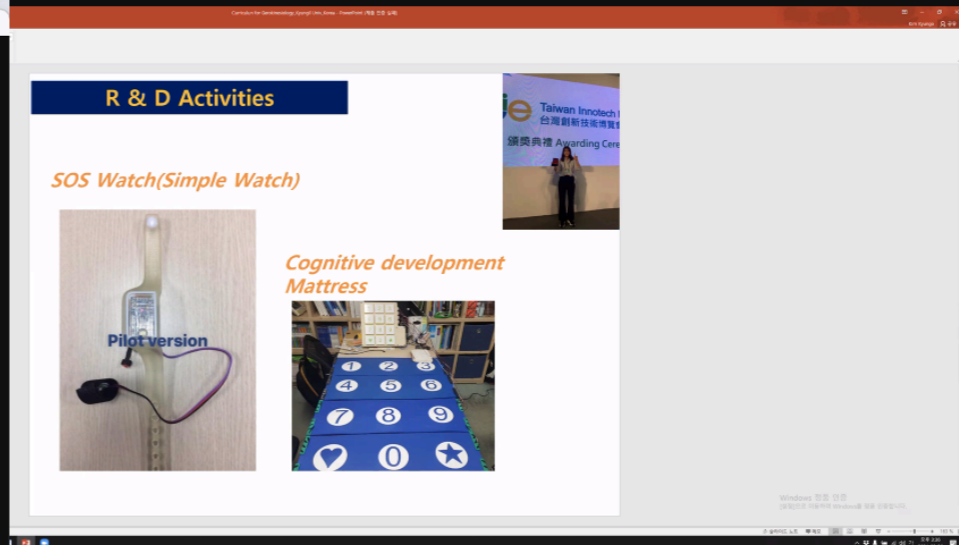 R & D Activities
Taiwan Innotech
台灣創新技術博覽
頒獎典禮 Awarding Cere
SOS Watch(Simple Watch)
Cognitive development
Mattress
Pilot version
1 2 3
4 5 6
7 8 9
0
Windows 정품 인증